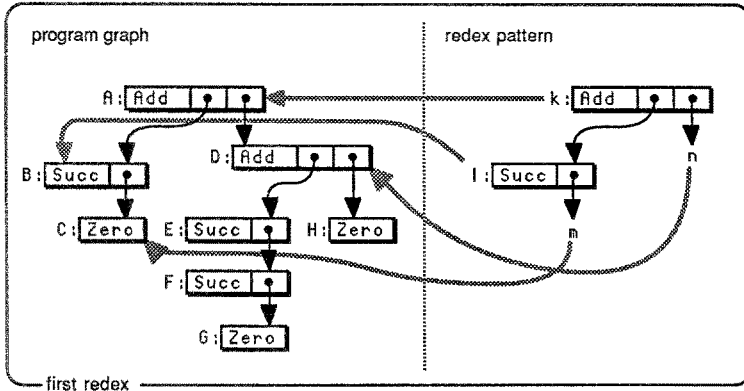 program graph
redex pattern
A: Add
k: Add
D: Add
n
B: Succ
l: Succ
C: Zero
E: Succ
H: Zero
m
F: Succ
G: Zero
first redex